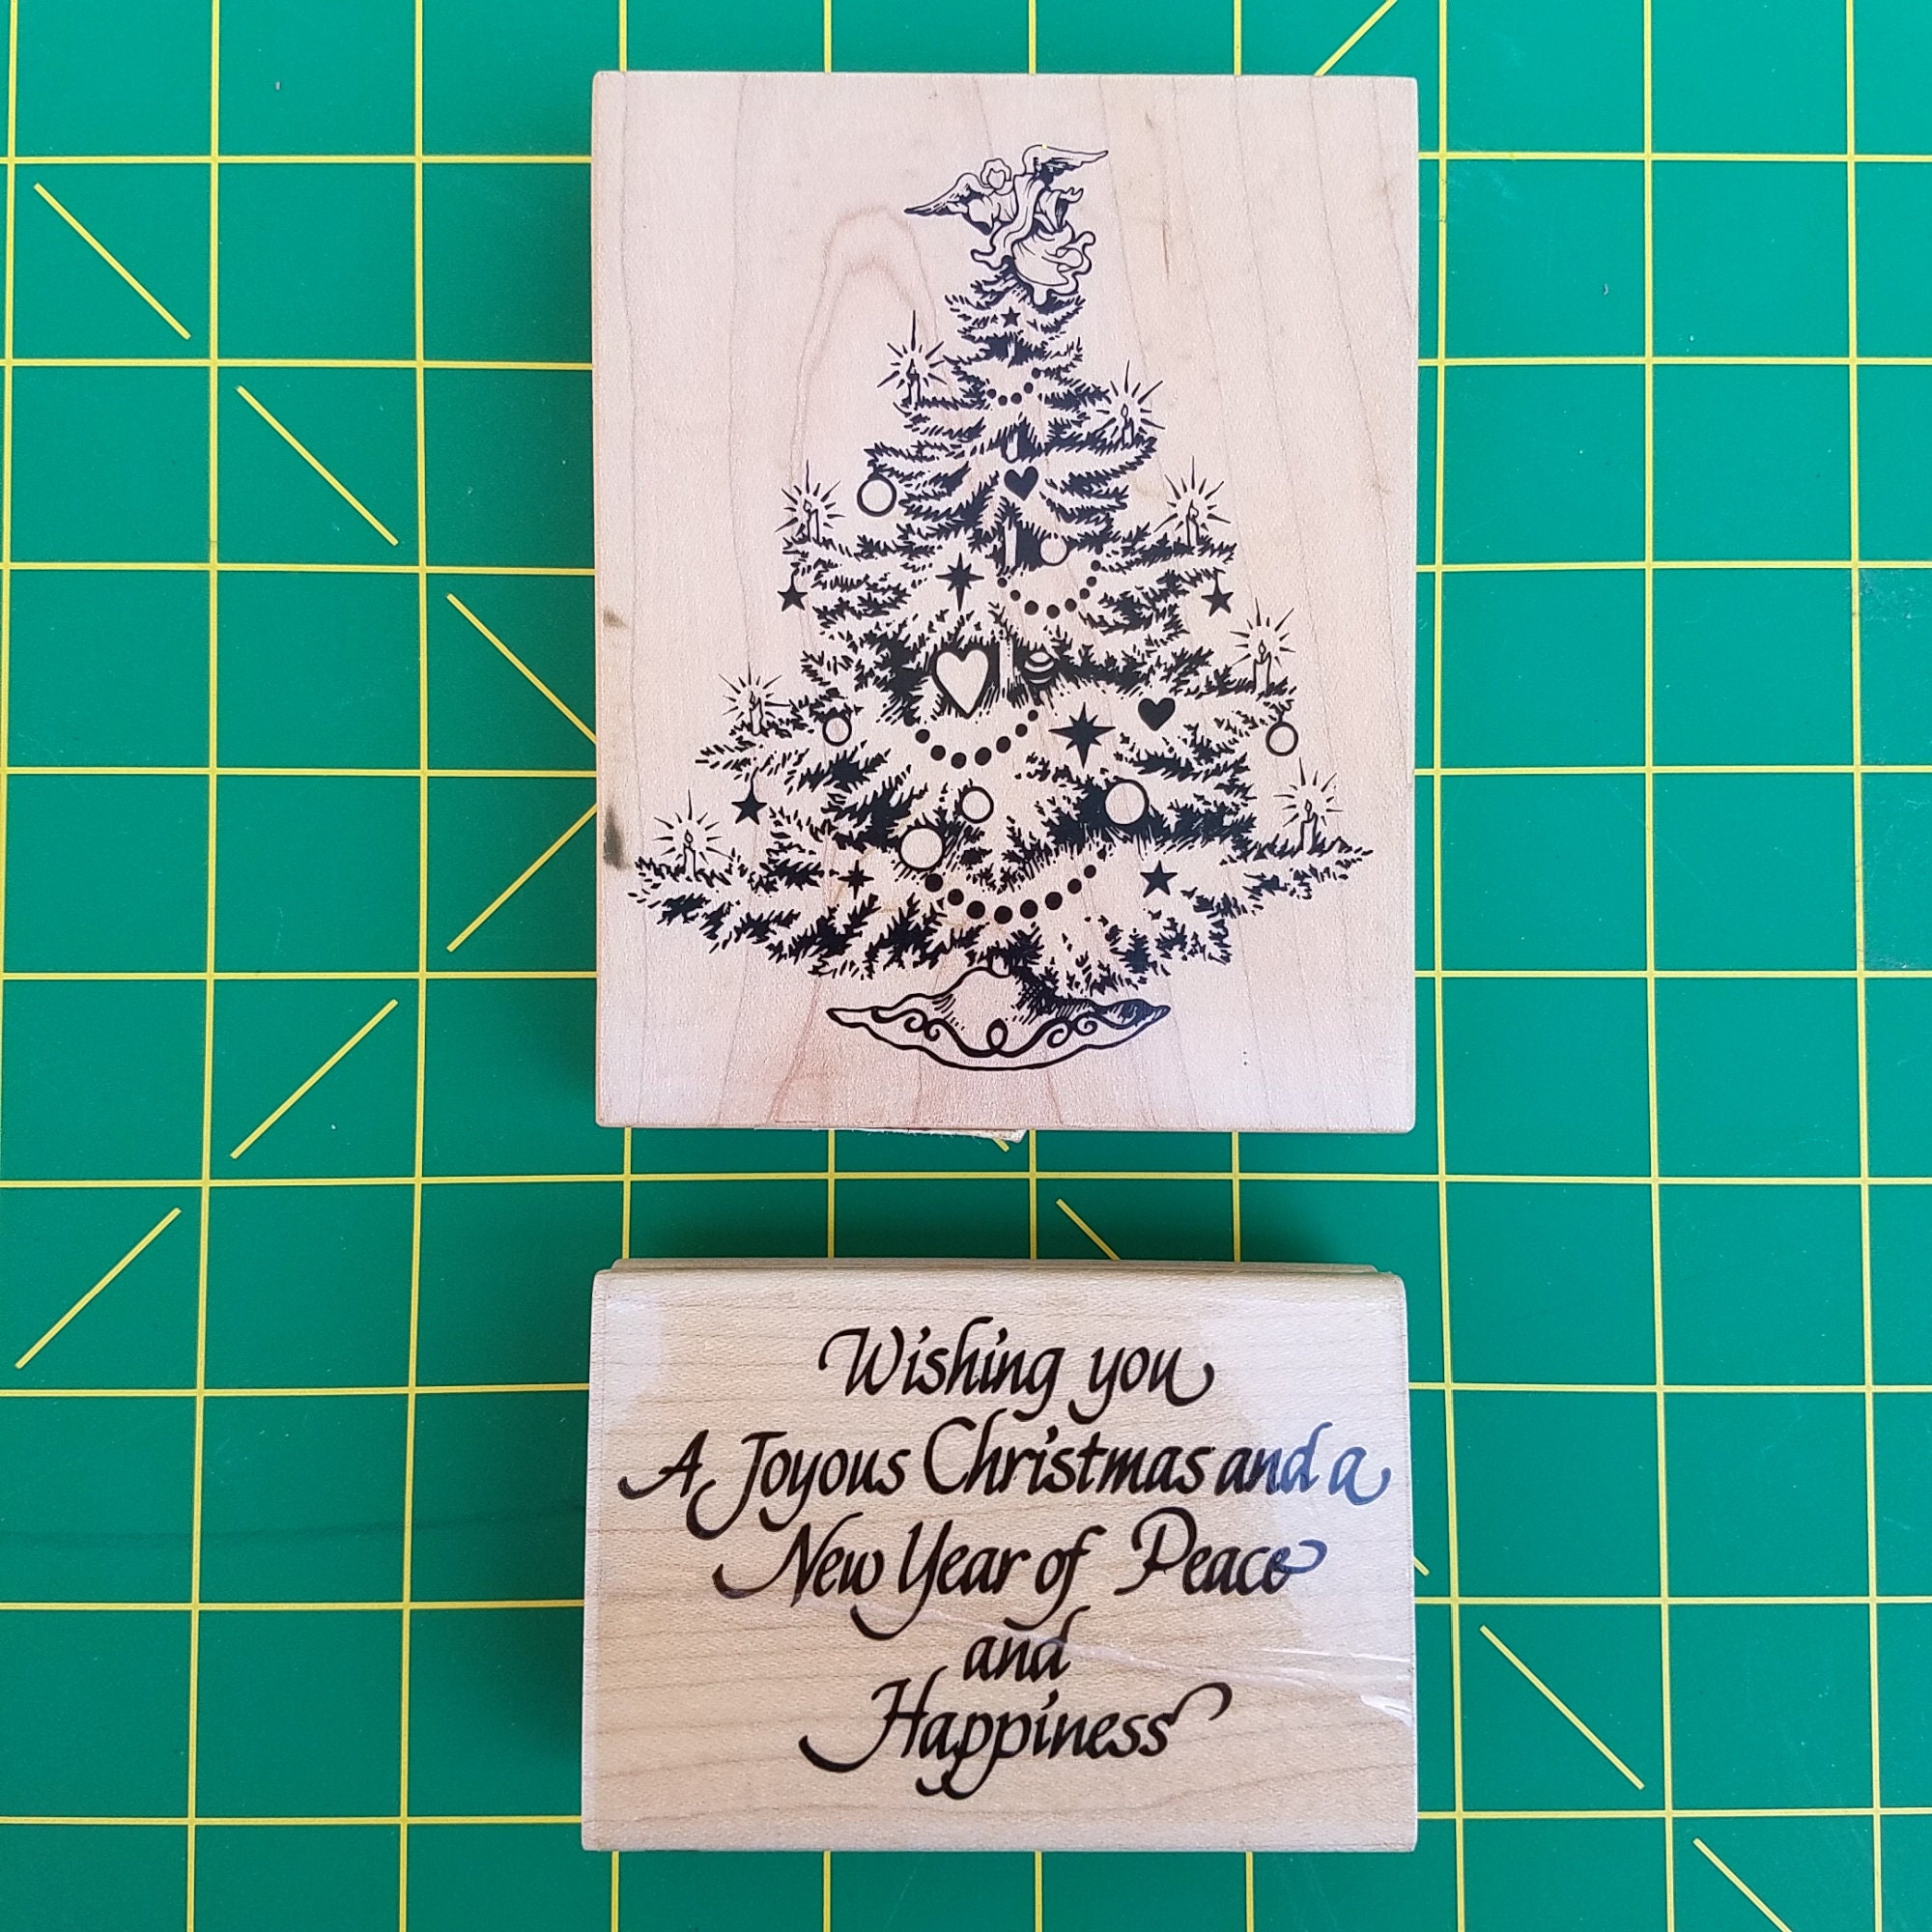 Wishing you
A Joyous Christmas and a
New Year of Peace
and
Happiness